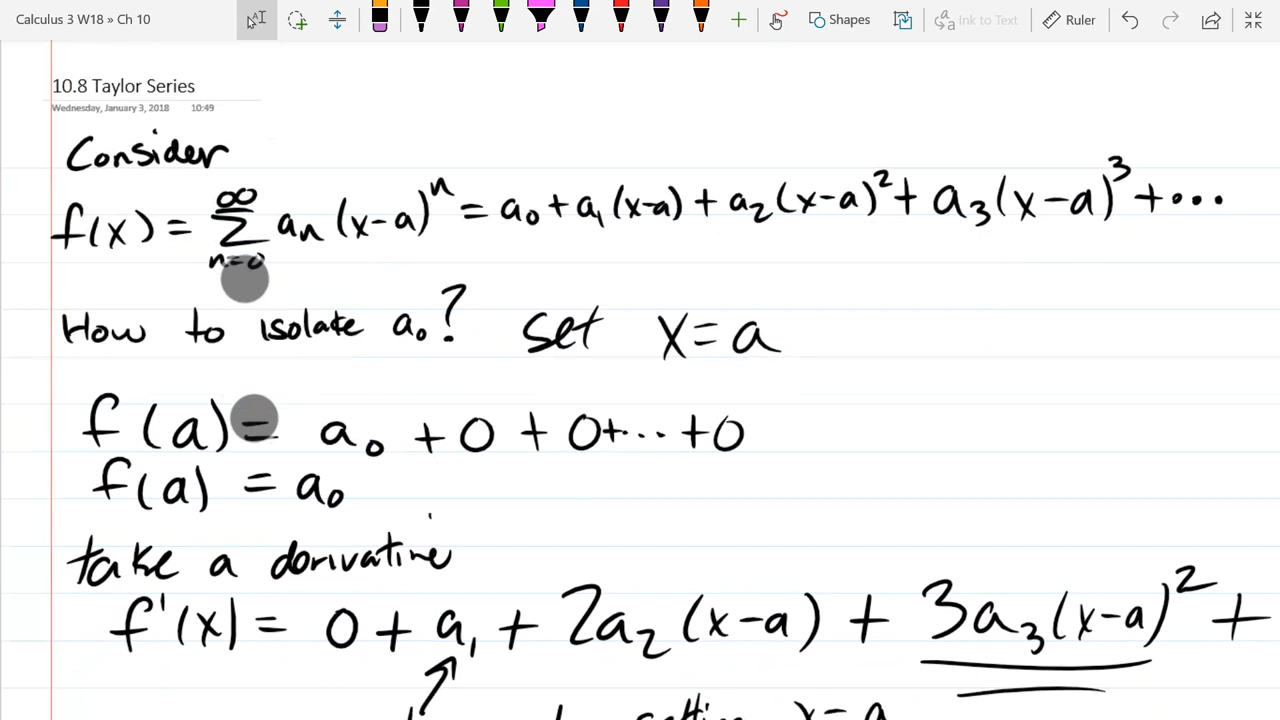 Calculus 3 W18 » Ch 10
Shapes
Ink to Text
Ruler
10.8 Taylor Series
Wednesday, January 3, 2018 10:49
Consider
f(x) = ∑_{n=0}^{∞} aₙ (x-a)ⁿ = a₀ + a₁ (x-a) + a₂ (x-a)² + a₃ (x-a)³ + ...
How to isolate a₀? set x = a
f(a) = a₀ + 0 + 0 + ... + 0
f(a) = a₀
take a derivative
f'(x) = 0 + a₁ + 2a₂ (x-a) + 3a₃ (x-a)² +
setting x = a